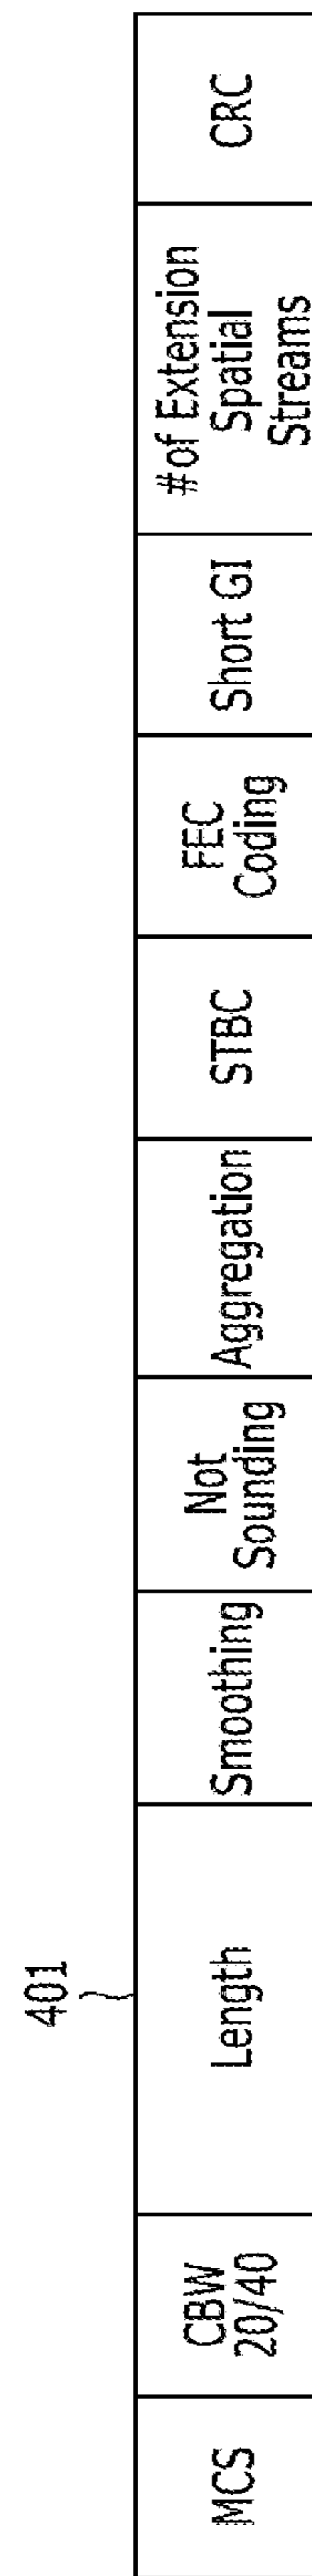 401
MCS
CBW
20/40
Length
Smoothing
Not
Sounding
Aggregation
STBC
FEC
Coding
Short GI
#of Extension
Spatial
Streams
CRC